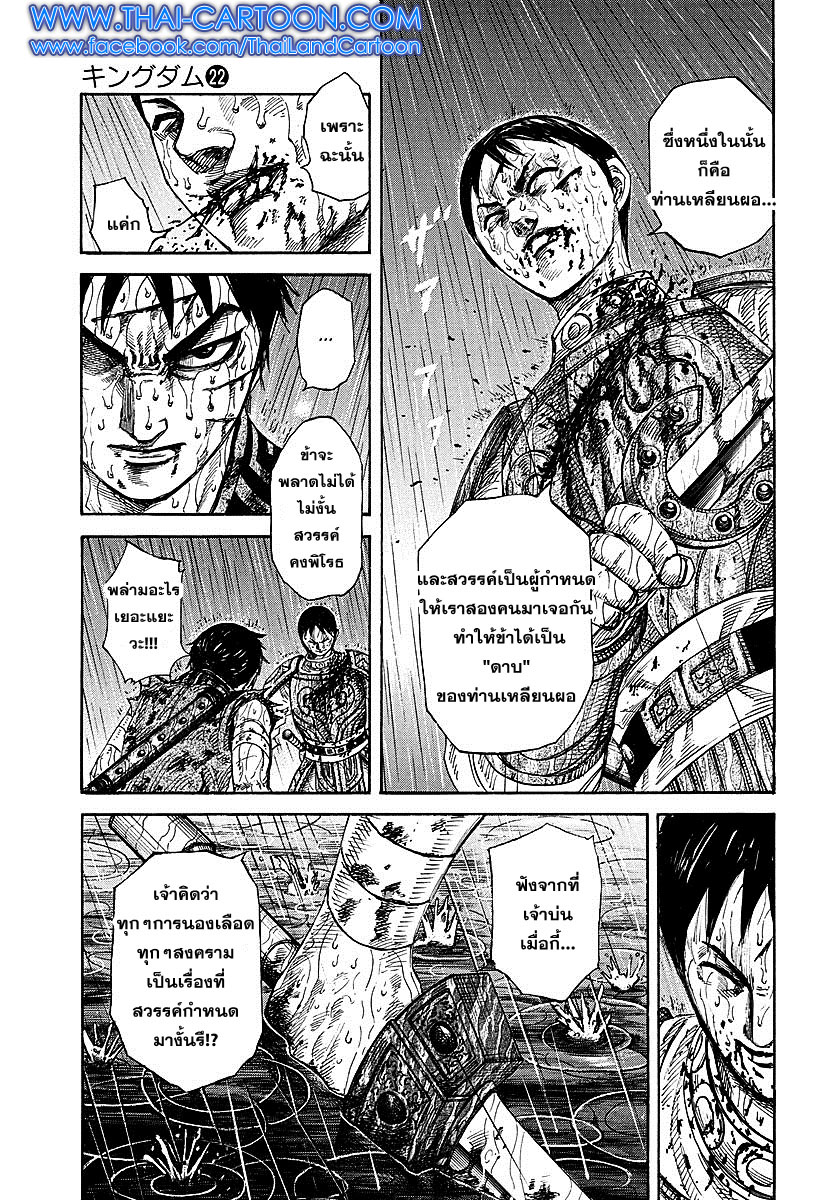 WWW.THAI-CARTOON.COM
www.facebook.com/ThaiLandCartoon
キングダム22
ซึ่งหนึ่งในนั้น
ก็คือ
ท่านเหลียนผอ...
ザァァァ
และสวรรค์เป็นผู้กำหนด
ให้เราสองคนมาเจอกัน
ทำให้ข้าได้เป็น
"ดาบ"
ของท่านเหลียนผอ
เพราะ
ฉะนั้น
แค่ก
...
ข้าจะ
พลาดไม่ได้
ไม่งั้น
สวรรค์
คงพิโรธ
พล่ามอะไร
เยอะแยะ
วะ!!!
ฟังจากที่
เจ้าบ่น
เมื่อกี้...
เจ้าคิดว่า
ทุกๆการนองเลือด
ทุกๆสงคราม
เป็นเรื่องที่
สวรรค์กำหนด
มางั้นรึ!?